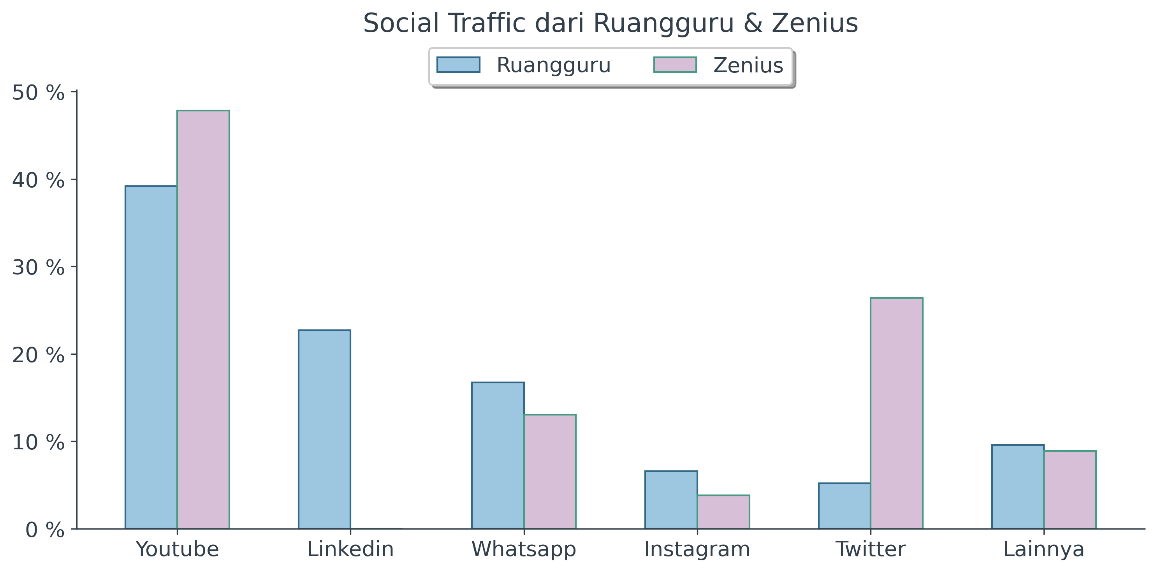 Social Traffic dari Ruangguru & Zenius
Ruangguru Zenius
50 %
40 %
30 %
20 %
10 %
0 %
Youtube Linkedin Whatsapp Instagram Twitter Lainnya